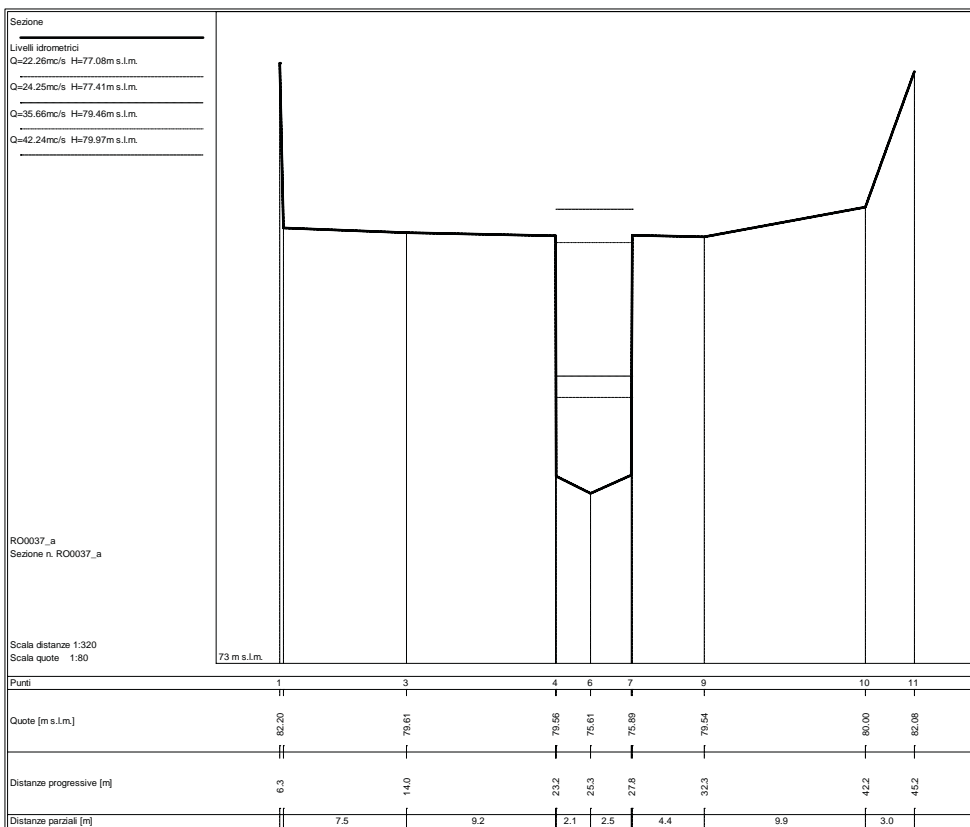 Sezione
Livelli idrometrici
Q=22.26mc/s H=77.08m s.l.m.
Q=24.25mc/s H=77.41m s.l.m.
Q=35.66mc/s H=79.46m s.l.m.
Q=42.24mc/s H=79.97m s.l.m.
RO0037_a
Sezione n. RO0037_a
Scala distanze 1:320
Scala quote 1:80
73 m s.l.m.
Punti 1 3 4 6 7 9 10 11
Quote [m s.l.m.] 82.20 79.61 79.56 75.61 75.89 79.54 80.00 82.08
Distanze progressive [m] 6.3 14.0 23.2 25.3 27.8 32.3 42.2 45.2
Distanze parziali [m] 7.5 9.2 2.1 2.5 4.4 9.9 3.0